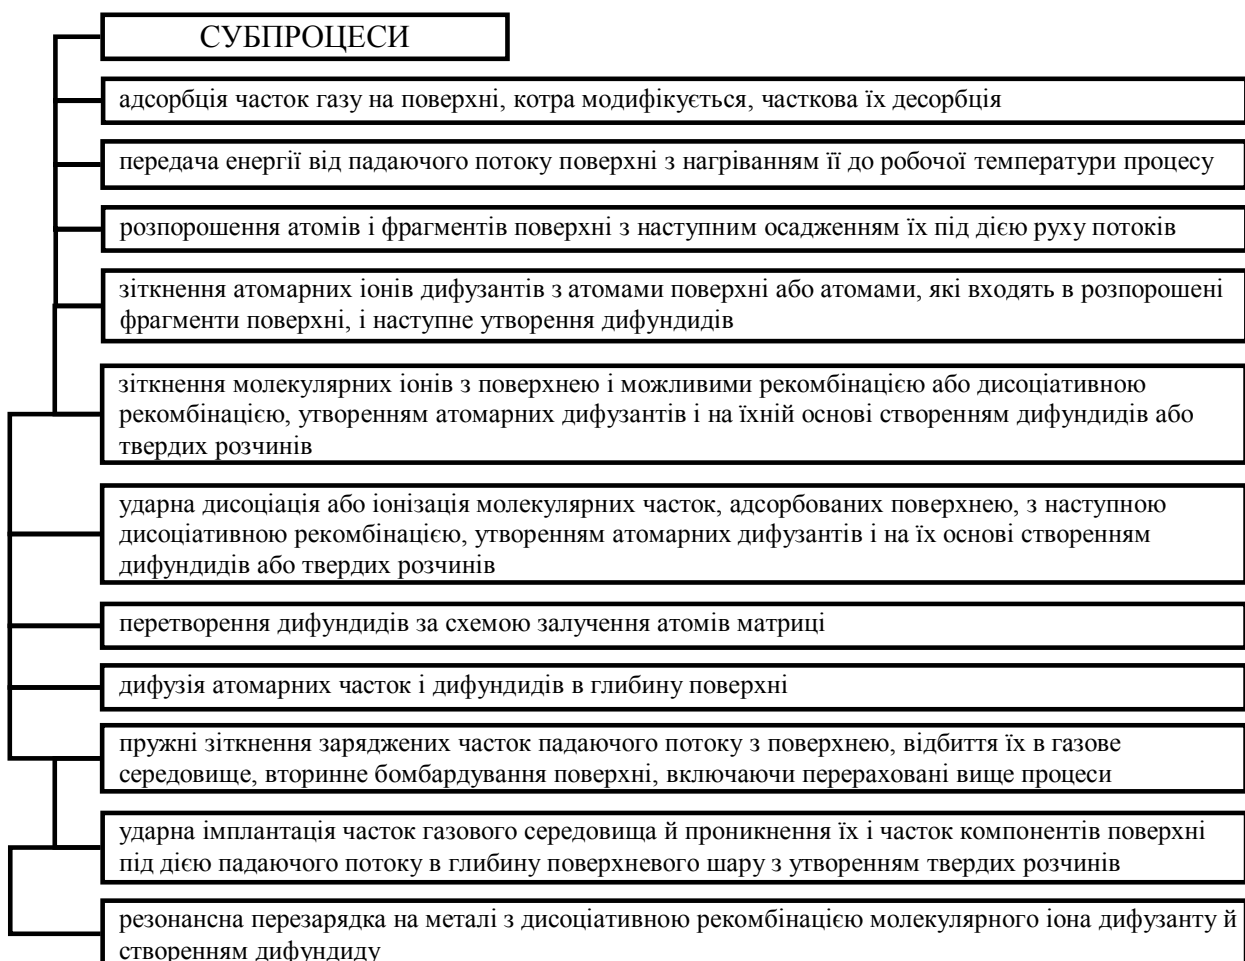 СУБПРОЦЕСИ
адсорбція часток газу на поверхні, котра модифікується, часткова їх десорбція
передача енергії від падаючого потоку поверхні з нагріванням її до робочої температури процесу
розпорошення атомів і фрагментів поверхні з наступним осадженням їх під дією руху потоків
зіткнення атомарних іонів дифузантів з атомами поверхні або атомами, які входять в розпорошені
фрагменти поверхні, і наступне утворення дифундидів
зіткнення молекулярних іонів з поверхнею і можливими рекомбінацією або дисоціативною
рекомбінацією, утворенням атомарних дифузантів і на їхній основі створенням дифундидів або
твердих розчинів
ударна дисоціація або іонізація молекулярних часток, адсорбованих поверхнею, з наступною
дисоціативною рекомбінацією, утворенням атомарних дифузантів і на їх основі створенням
дифундидів або твердих розчинів
перетворення дифундидів за схемою залучення атомів матриці
дифузія атомарних часток і дифундидів в глибину поверхні
пружні зіткнення заряджених часток падаючого потоку з поверхнею, відбиття їх в газове
середовище, вторинне бомбардування поверхні, включаючи перераховані вище процеси
ударна імплантація часток газового середовища й проникнення їх і часток компонентів поверхні
під дією падаючого потоку в глибину поверхневого шару з утворенням твердих розчинів
резонансна перезарядка на металі з дисоціативною рекомбінацією молекулярного іона дифузанту й
створенням дифундиду